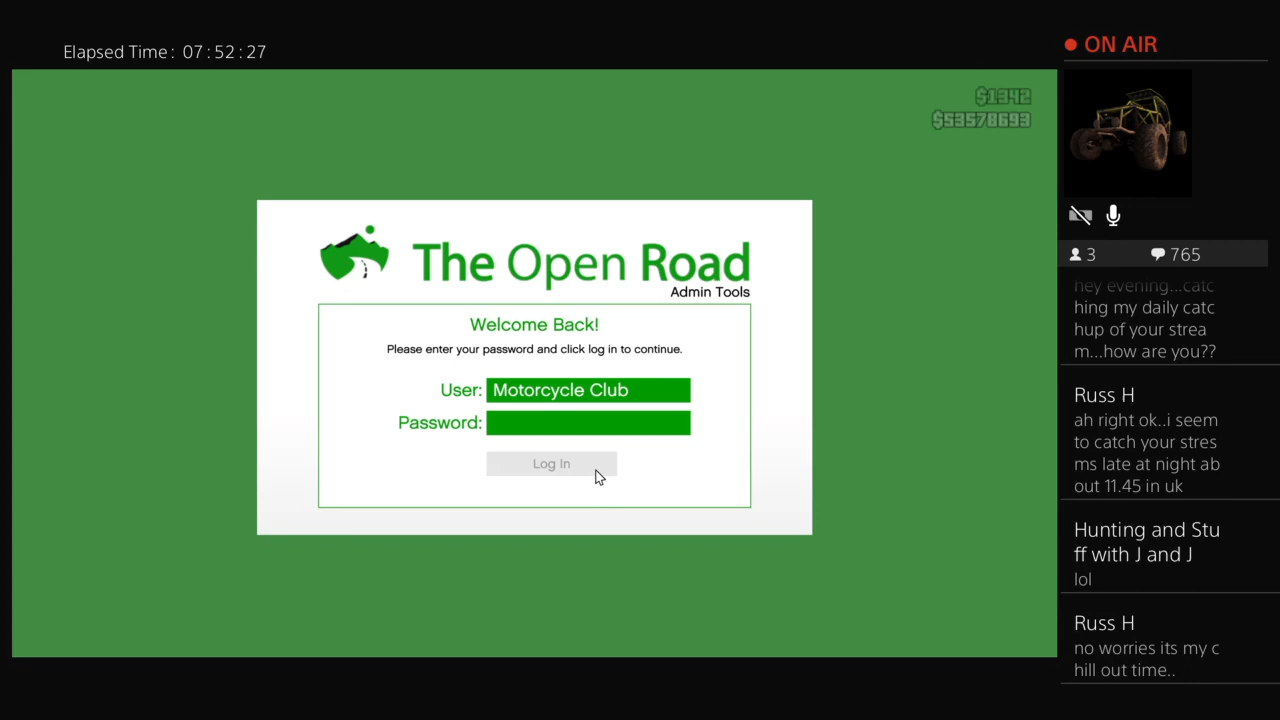 Elapsed Time: 07:52:27
ON AIR
$1342
$53578693
The Open Road
Admin Tools
Welcome Back!
Please enter your password and click log in to continue.
User: Motorcycle Club
Password:
Log In
3 765
hey evening...catc
hing my daily catc
hup of your strea
m...how are you??
Russ H
ah right ok..i seem
to catch your stres
ms late at night ab
out 11.45 in uk
Hunting and Stu
ff with J and J
lol
Russ H
no worries its my c
hill out time..